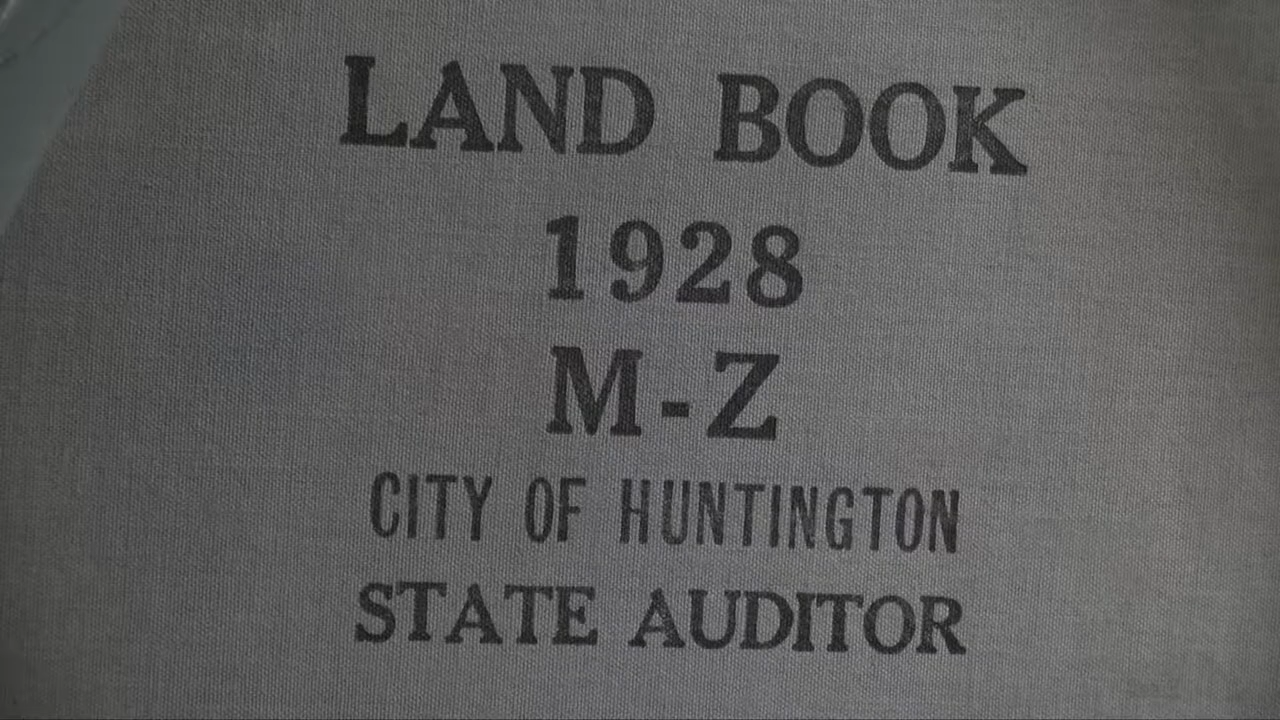 LAND BOOK
1928
M-Z
CITY OF HUNTINGTON
STATE AUDITOR